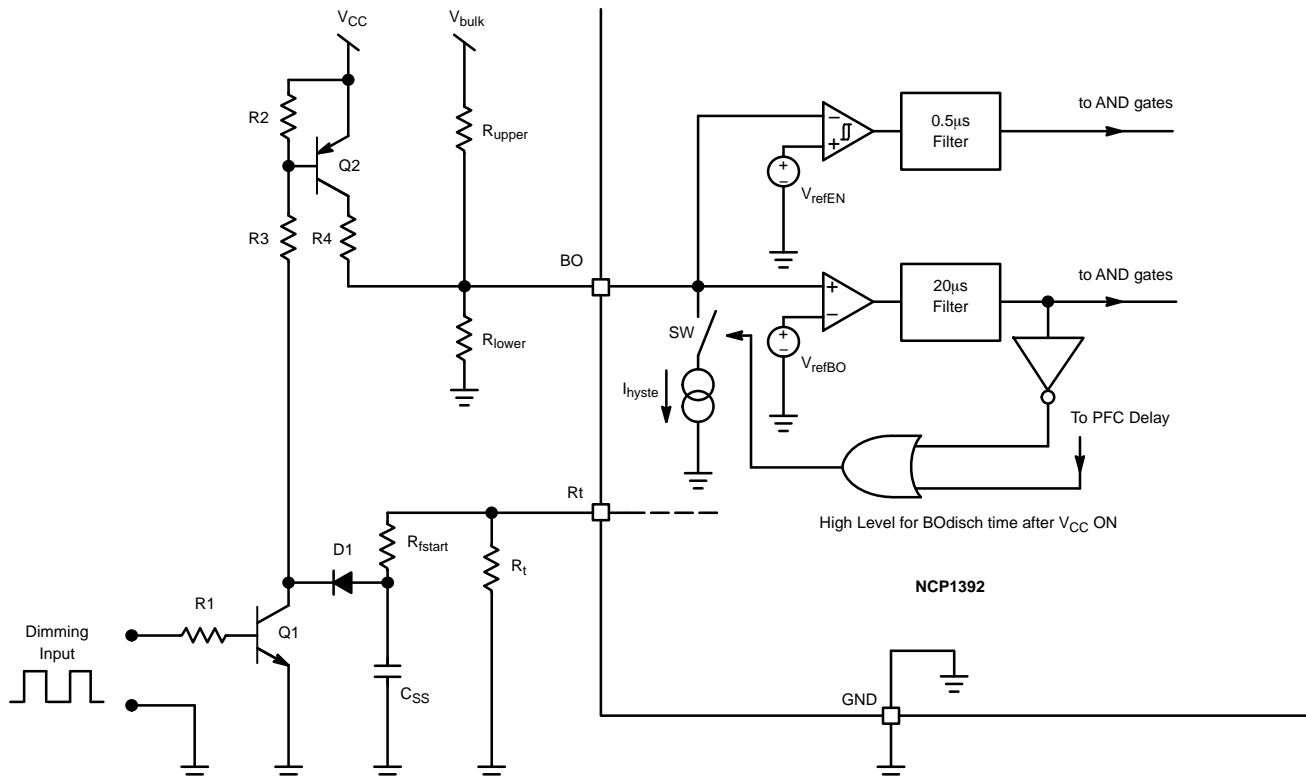 VCC
Vbulk
R2
Rupper
Q2
R3
R4
BO
Rlower
Rt
Rfstart
Rt
D1
R1
Q1
Dimming
Input
CSS
0.5µs
Filter
to AND gates
VrefEN
20µs
Filter
to AND gates
SW
VrefBO
Ihyste
To PFC Delay
High Level for BOdisch time after VCC ON
NCP1392
GND